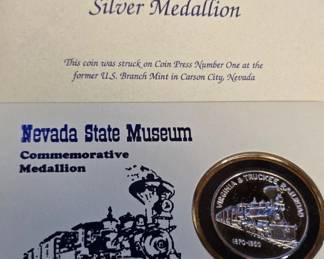 Silver Medallion
This coin was struck on Coin Press Number One at the
former U.S. Branch Mint in Carson City, Nevada
Nevada State Museum
Commemorative
Medallion
VIRGINIA & TRUCKEE RAILROAD
1870-1950